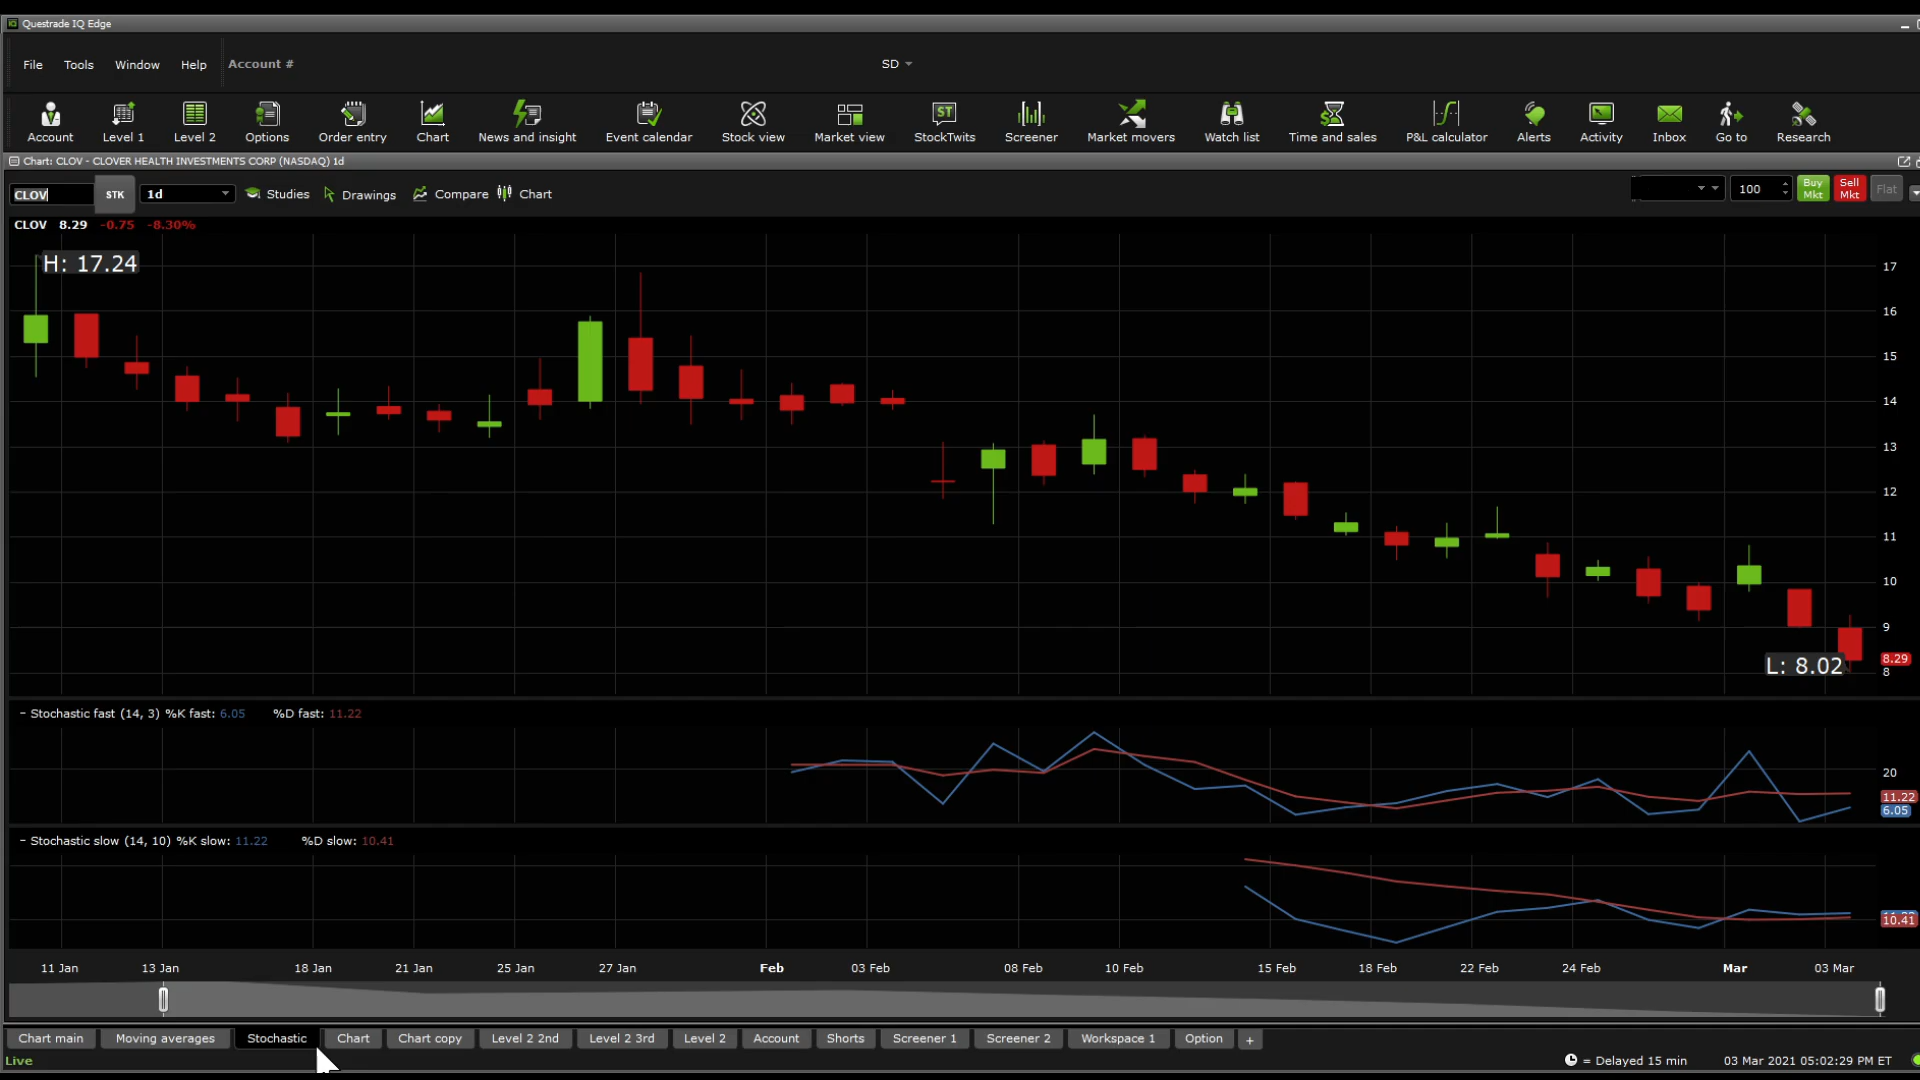 Questrade IQ Edge
File Tools Window Help Account # SD
Account Level 1 Level 2 Options Order entry Chart News and insight Event calendar Stock view Market view StockTwits Screener Market movers Watch list Time and sales P&L calculator Alerts Activity Inbox Go to Research
Chart: CLOV - CLOVER HEALTH INVESTMENTS CORP (NASDAQ) 1d
CLOV STK 1d Studies Drawings Compare Chart 100 Buy Mkt Sell Mkt Flat
CLOV 8.29 -0.75 -8.30%
H: 17.24
17
16
15
14
13
12
11
10
9
8.29
L: 8.02
8
- Stochastic fast (14, 3) %K fast: 6.05 %D fast: 11.22
20
11.22
6.05
- Stochastic slow (14, 10) %K slow: 11.22 %D slow: 10.41
10.41
11 Jan 13 Jan 18 Jan 21 Jan 25 Jan 27 Jan Feb 03 Feb 08 Feb 10 Feb 15 Feb 18 Feb 22 Feb 24 Feb Mar 03 Mar
Chart main Moving averages Stochastic Chart Chart copy Level 2 2nd Level 2 3rd Level 2 Account Shorts Screener 1 Screener 2 Workspace 1 Option +
Live = Delayed 15 min 03 Mar 2021 05:02:29 PM ET